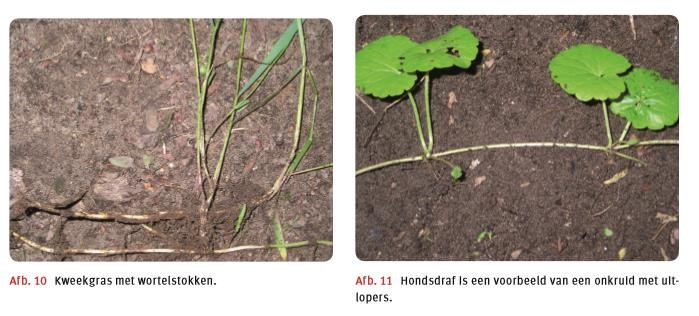 Afb. 10 Kweekgras met wortelstokken.
Afb. 11 Hondsdraf is een voorbeeld van een onkruid met uit-
lopers.